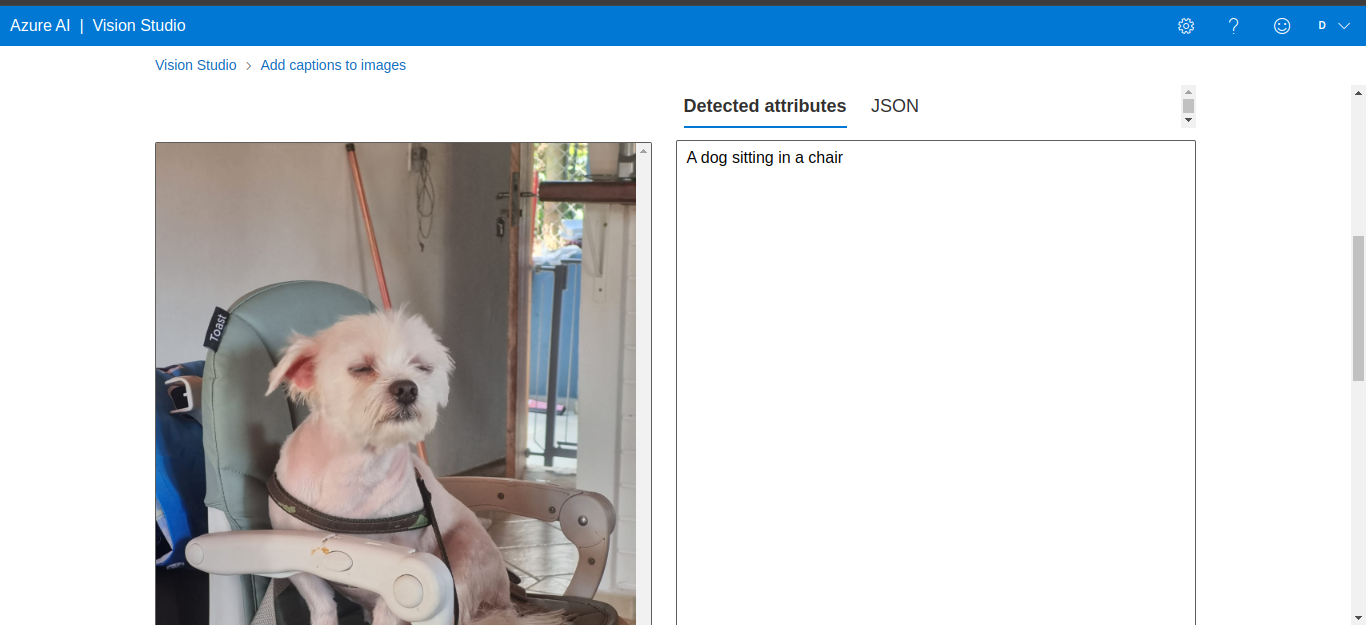 Azure AI | Vision Studio
D
Vision Studio > Add captions to images
Detected attributes JSON
A dog sitting in a chair
Toast